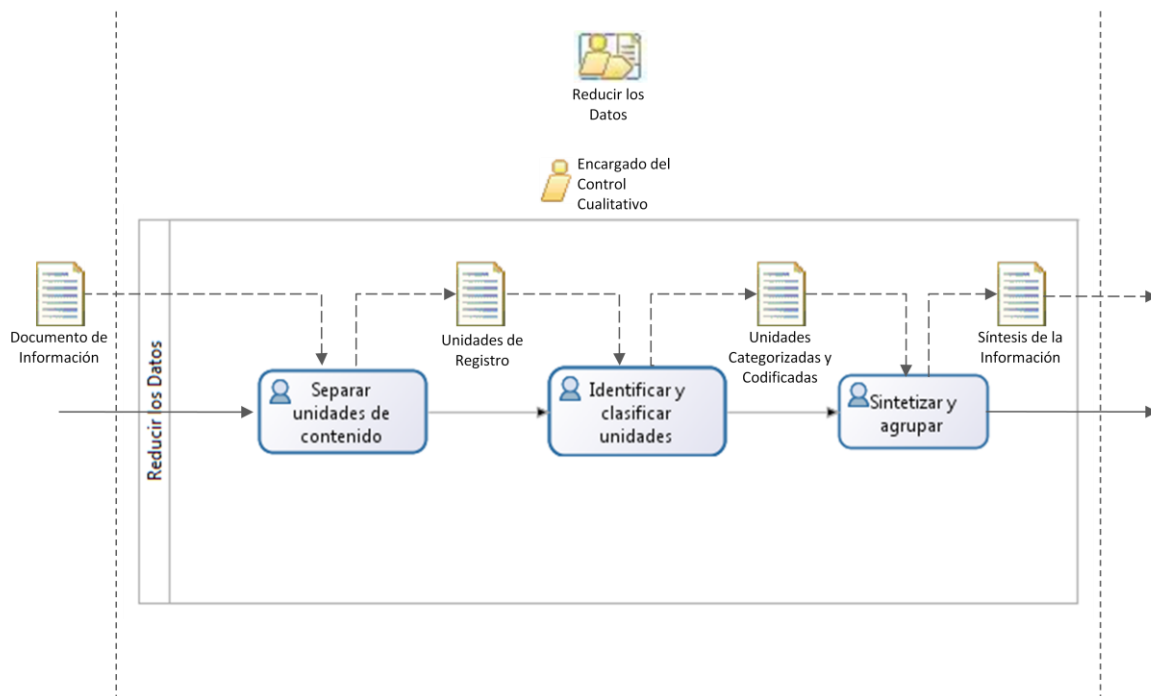 Reducir los
Datos
Encargado del
Control
Cualitativo
Reducir los Datos
Documento de
Información
Unidades de
Registro
Unidades
Categorizadas y
Codificadas
Síntesis de la
Información
Separar
unidades de
contenido
Identificar y
clasificar
unidades
Sintetizar y
agrupar